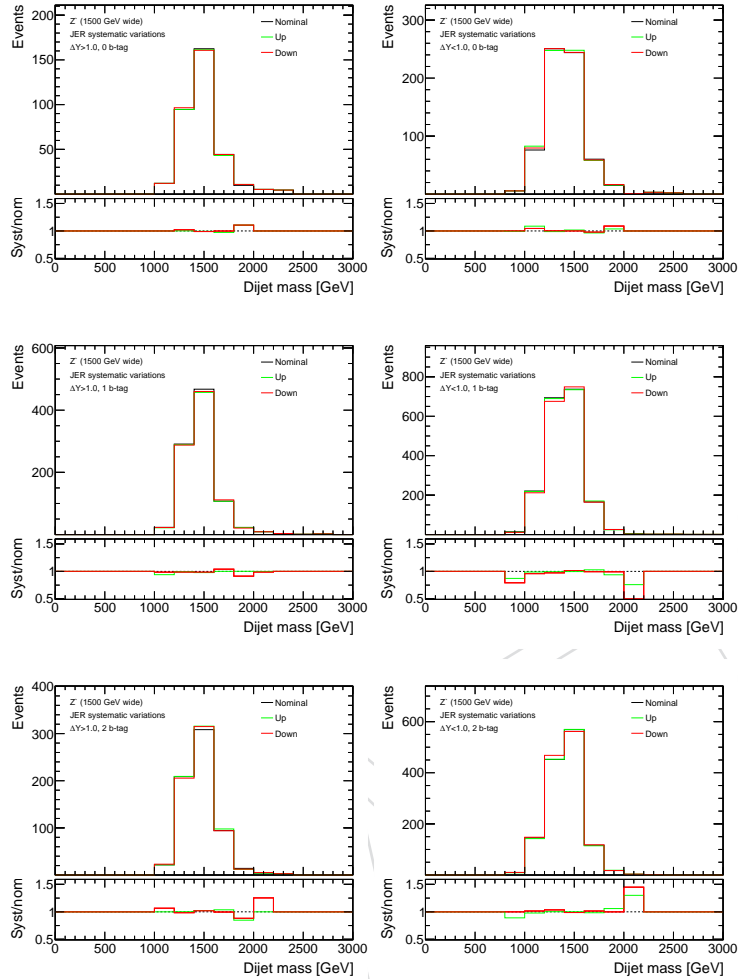 Events
200
150
100
50
Z' (1500 GeV wide)
JER systematic variations
ΔY>1.0, 0 b-tag
Nominal
Up
Down
Syst/nom
1.5
1
0.5
0 500 1000 1500 2000 2500 3000
Dijet mass [GeV]
Events
300
200
100
Z' (1500 GeV wide)
JER systematic variations
ΔY<1.0, 0 b-tag
Nominal
Up
Down
Syst/nom
1.5
1
0.5
0 500 1000 1500 2000 2500 3000
Dijet mass [GeV]
Events
600
400
200
Z' (1500 GeV wide)
JER systematic variations
ΔY>1.0, 1 b-tag
Nominal
Up
Down
Syst/nom
1.5
1
0.5
0 500 1000 1500 2000 2500 3000
Dijet mass [GeV]
Events
800
600
400
200
Z' (1500 GeV wide)
JER systematic variations
ΔY<1.0, 1 b-tag
Nominal
Up
Down
Syst/nom
1.5
1
0.5
0 500 1000 1500 2000 2500 3000
Dijet mass [GeV]
Events
400
300
200
100
Z' (1500 GeV wide)
JER systematic variations
ΔY>1.0, 2 b-tag
Nominal
Up
Down
Syst/nom
1.5
1
0.5
0 500 1000 1500 2000 2500 3000
Dijet mass [GeV]
Events
600
400
200
Z' (1500 GeV wide)
JER systematic variations
ΔY<1.0, 2 b-tag
Nominal
Up
Down
Syst/nom
1.5
1
0.5
0 500 1000 1500 2000 2500 3000
Dijet mass [GeV]